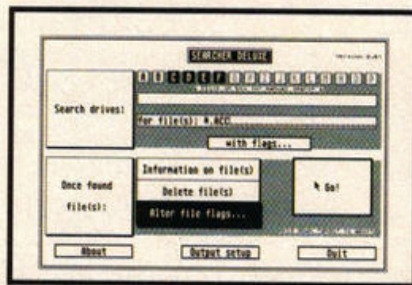 SEARCHER DELUXE
A B C D E F G H I J K L M N O P
Search drives:
for file(s): *.ACC
with flags...
Information on file(s)
Once found
Delete file(s)
Go!
file(s):
Alter file flags...
About
Output setup
Quit